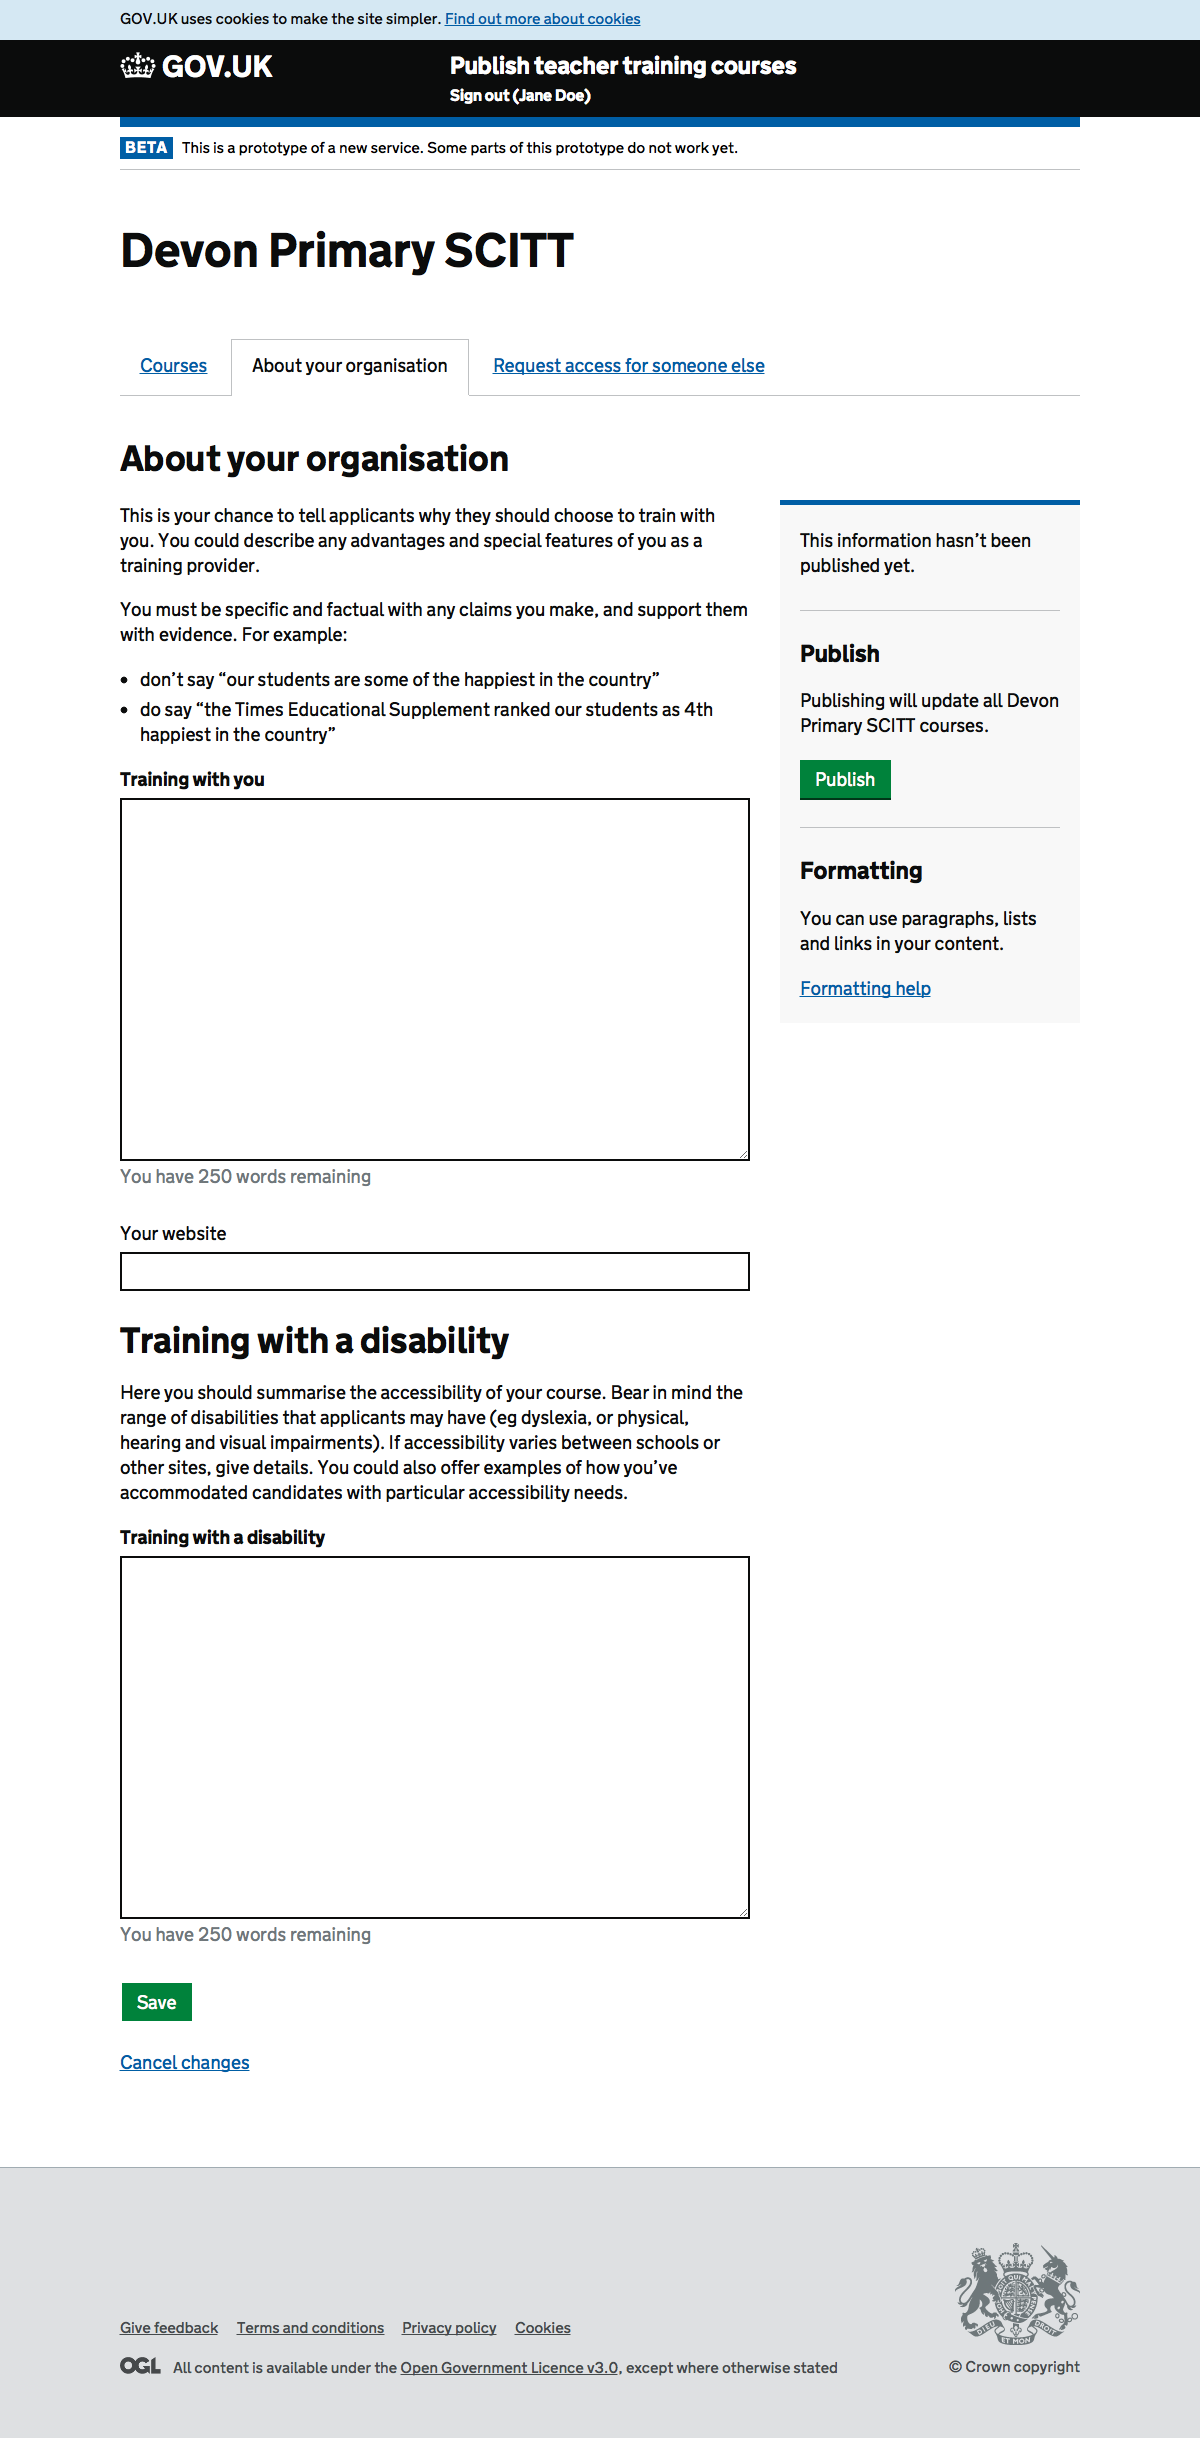 GOV.UK uses cookies to make the site simpler. Find out more about cookies
GOV.UK
Publish teacher training courses
Sign out (Jane Doe)
BETA This is a prototype of a new service. Some parts of this prototype do not work yet.
Devon Primary SCITT
Courses
About your organisation
Request access for someone else
About your organisation
This is your chance to tell applicants why they should choose to train with
you. You could describe any advantages and special features of you as a
training provider.
You must be specific and factual with any claims you make, and support them
with evidence. For example:
• don’t say “our students are some of the happiest in the country”
• do say “the Times Educational Supplement ranked our students as 4th
happiest in the country”
Training with you
You have 250 words remaining
Your website
This information hasn’t been
published yet.
Publish
Publishing will update all Devon
Primary SCITT courses.
Publish
Formatting
You can use paragraphs, lists
and links in your content.
Formatting help
Training with a disability
Here you should summarise the accessibility of your course. Bear in mind the
range of disabilities that applicants may have (eg dyslexia, or physical,
hearing and visual impairments). If accessibility varies between schools or
other sites, give details. You could also offer examples of how you’ve
accommodated candidates with particular accessibility needs.
Training with a disability
You have 250 words remaining
Save
Cancel changes
Give feedback
Terms and conditions
Privacy policy
Cookies
OGL All content is available under the Open Government Licence v3.0, except where otherwise stated
DIEU ET MON DROIT
© Crown copyright